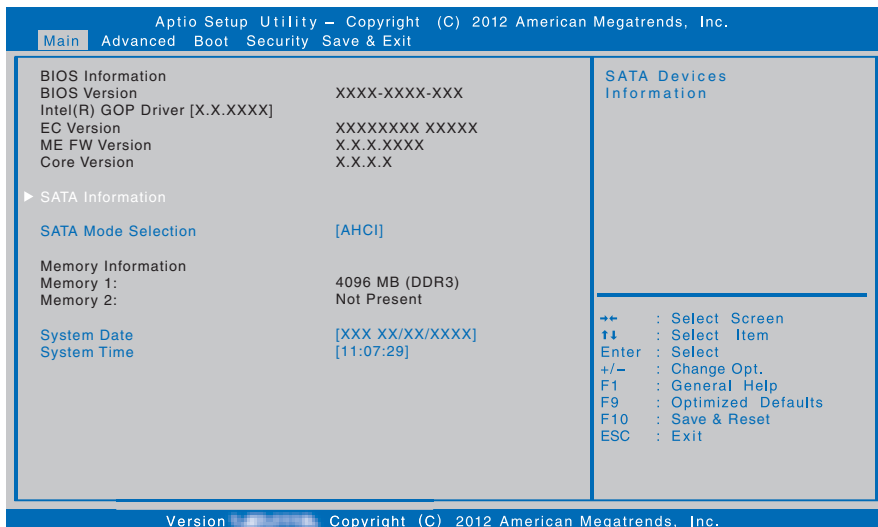 Aptio Setup Utility – Copyright (C) 2012 American Megatrends, Inc.
Main Advanced Boot Security Save & Exit
BIOS Information
BIOS Version XXXX-XXXX-XXX
Intel(R) GOP Driver [X.X.XXXX]
EC Version XXXXXXXX XXXXX
ME FW Version X.X.X.XXXX
Core Version X.X.X.X
▶ SATA Information
SATA Mode Selection [AHCI]
Memory Information
Memory 1: 4096 MB (DDR3)
Memory 2: Not Present
System Date [XXX XX/XX/XXXX]
System Time [11:07:29]
SATA Devices
Information
→← : Select Screen
↑↓ : Select Item
Enter : Select
+/– : Change Opt.
F1 : General Help
F9 : Optimized Defaults
F10 : Save & Reset
ESC : Exit
Version Copyright (C) 2012 American Megatrends, Inc.